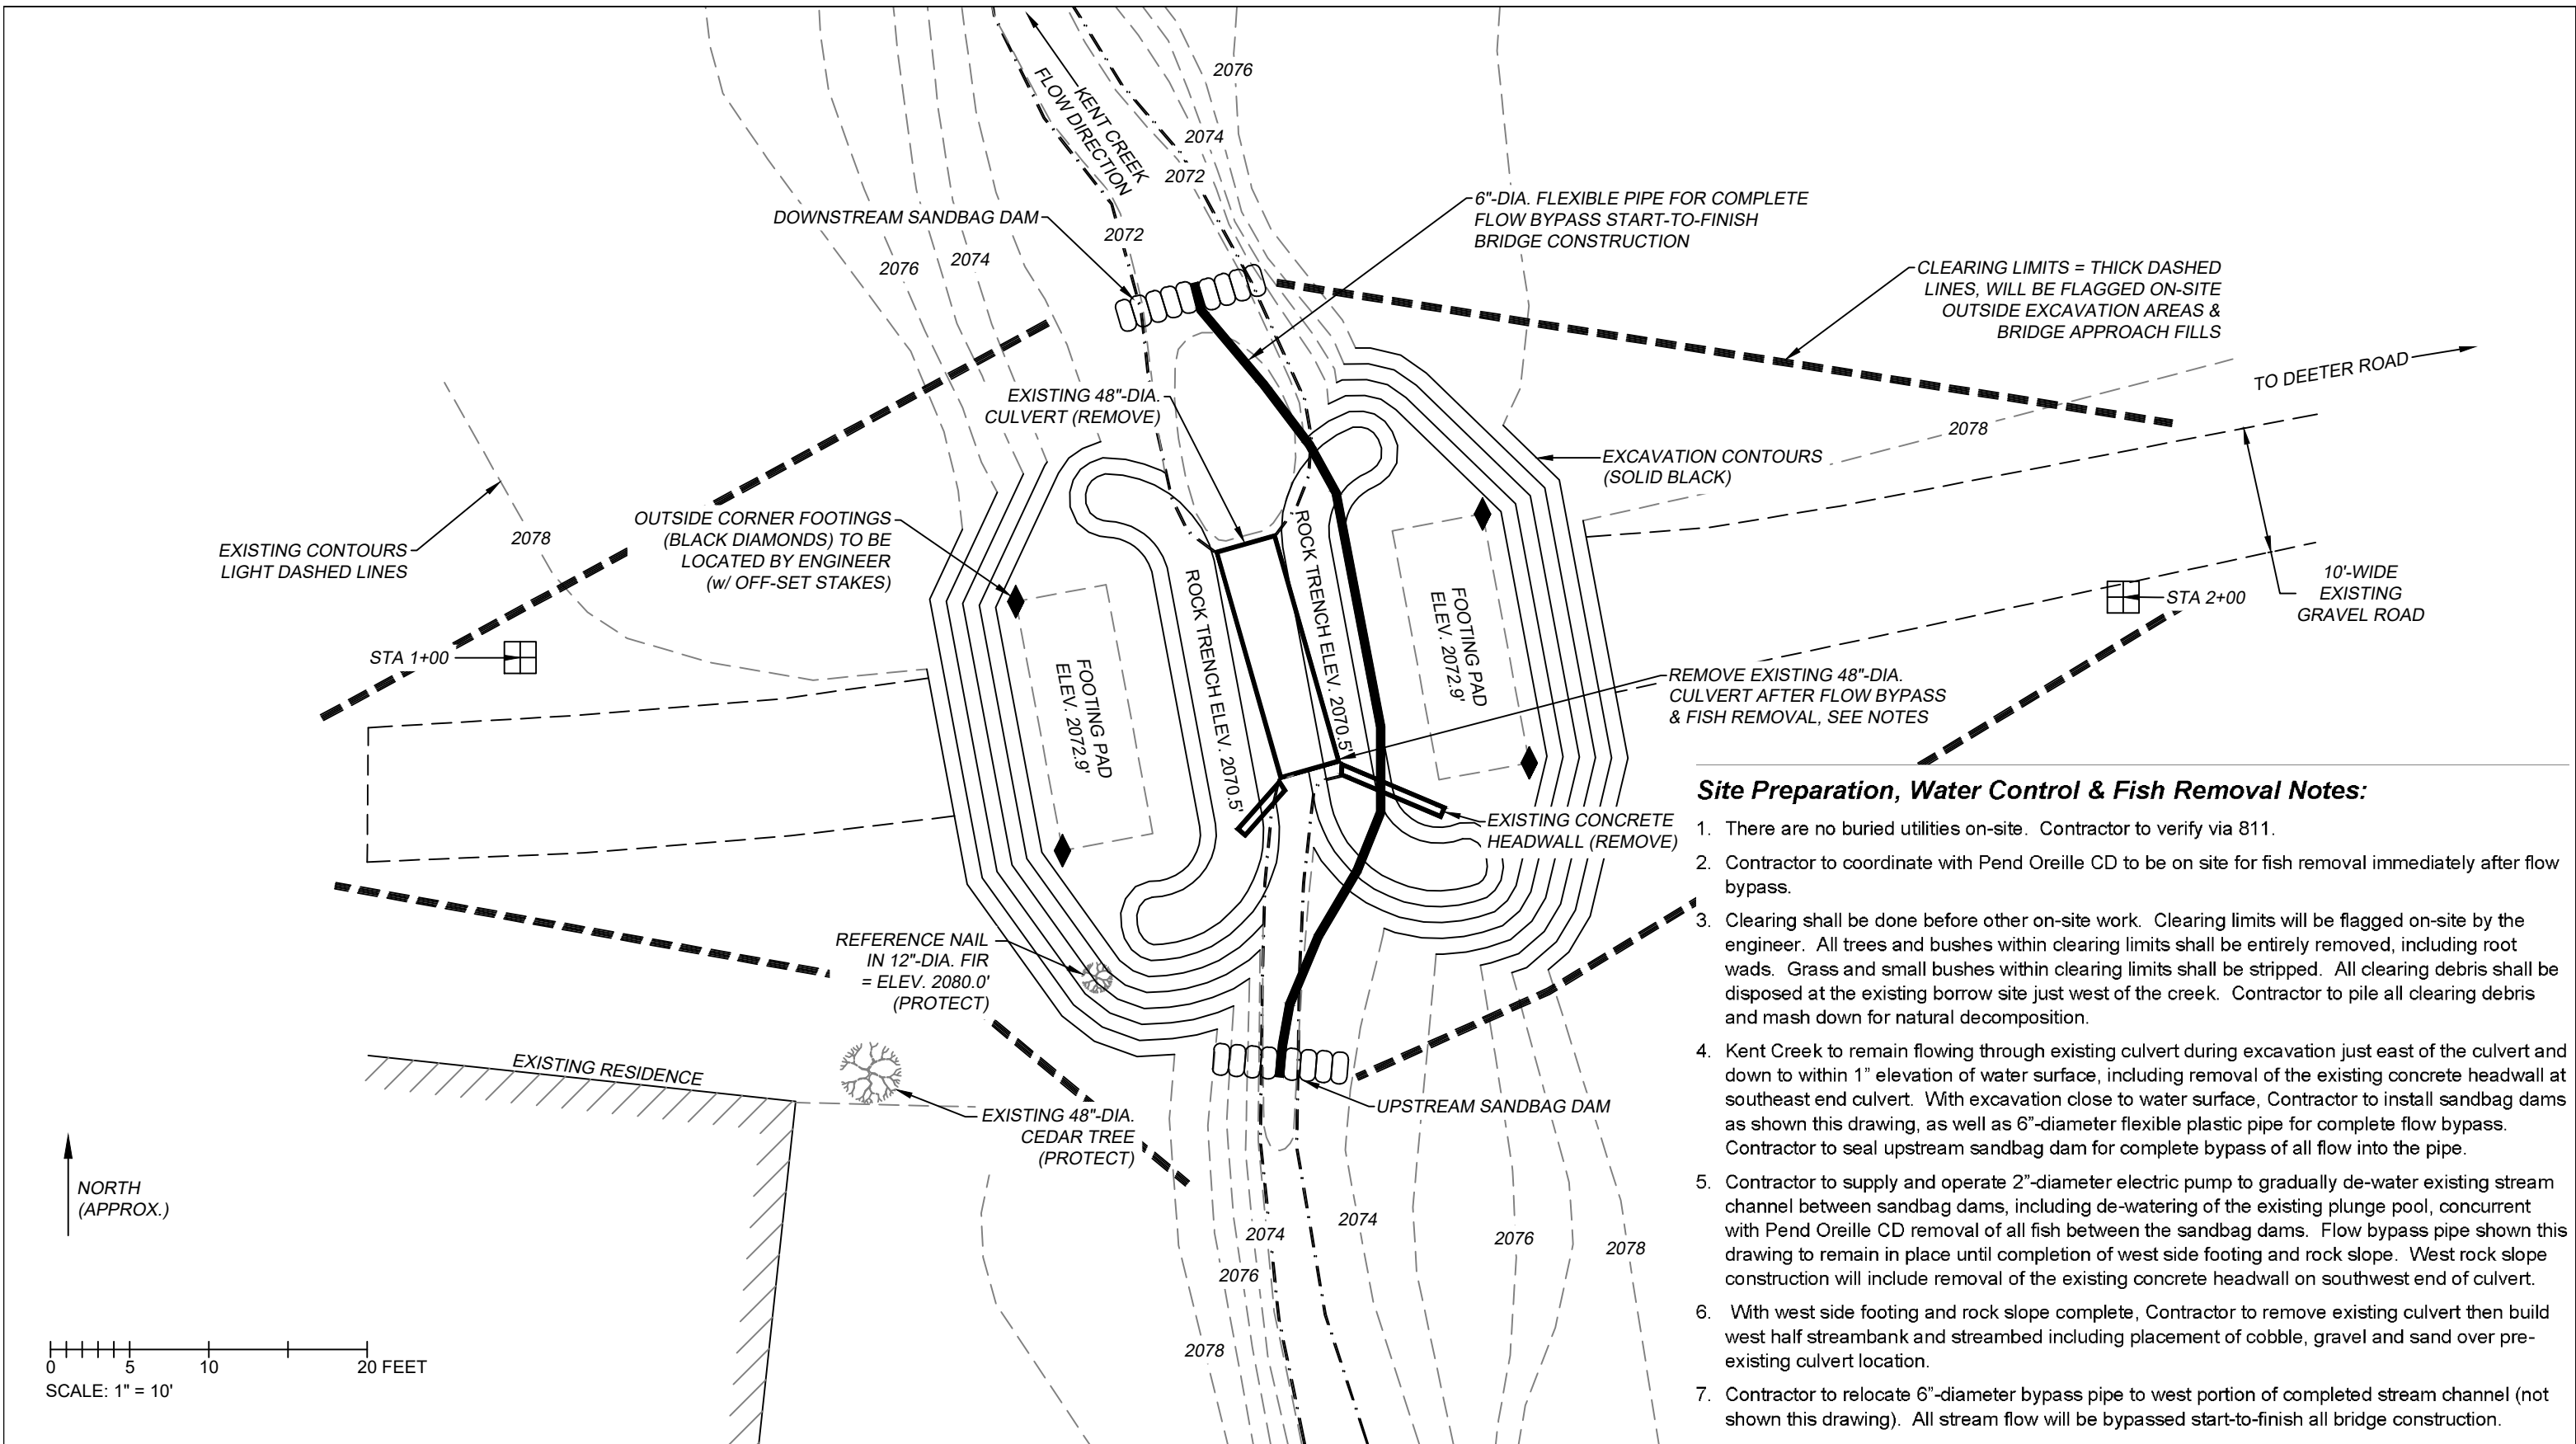 2076
KENT CREEK
FLOW DIRECTION
2074
2072
6"-DIA. FLEXIBLE PIPE FOR COMPLETE
FLOW BYPASS START-TO-FINISH
BRIDGE CONSTRUCTION
DOWNSTREAM SANDBAG DAM
2072
2076
2074
CLEARING LIMITS = THICK DASHED
LINES, WILL BE FLAGGED ON-SITE
OUTSIDE EXCAVATION AREAS &
BRIDGE APPROACH FILLS
TO DEETER ROAD
EXISTING 48"-DIA.
CULVERT (REMOVE)
2078
EXCAVATION CONTOURS
(SOLID BLACK)
OUTSIDE CORNER FOOTINGS
(BLACK DIAMONDS) TO BE
LOCATED BY ENGINEER
(w/ OFF-SET STAKES)
2078
EXISTING CONTOURS
LIGHT DASHED LINES
10'-WIDE
EXISTING
GRAVEL ROAD
STA 2+00
STA 1+00
ROCK TRENCH ELEV. 2070.5'
ROCK TRENCH ELEV. 2070.5'
FOOTING PAD
ELEV. 2072.9'
FOOTING PAD
ELEV. 2072.9'
REMOVE EXISTING 48"-DIA.
CULVERT AFTER FLOW BYPASS
& FISH REMOVAL, SEE NOTES
EXISTING CONCRETE
HEADWALL (REMOVE)
REFERENCE NAIL
IN 12"-DIA. FIR
= ELEV. 2080.0'
(PROTECT)
EXISTING RESIDENCE
EXISTING 48"-DIA.
CEDAR TREE
(PROTECT)
UPSTREAM SANDBAG DAM
NORTH
(APPROX.)
2074
2074
2076
2078
2076
2078
0 5 10 20 FEET
SCALE: 1" = 10'
Site Preparation, Water Control & Fish Removal Notes:
1. There are no buried utilities on-site. Contractor to verify via 811.
2. Contractor to coordinate with Pend Oreille CD to be on site for fish removal immediately after flow
bypass.
3. Clearing shall be done before other on-site work. Clearing limits will be flagged on-site by the
engineer. All trees and bushes within clearing limits shall be entirely removed, including root
wads. Grass and small bushes within clearing limits shall be stripped. All clearing debris shall be
disposed at the existing borrow site just west of the creek. Contractor to pile all clearing debris
and mash down for natural decomposition.
4. Kent Creek to remain flowing through existing culvert during excavation just east of the culvert and
down to within 1” elevation of water surface, including removal of the existing concrete headwall at
southeast end culvert. With excavation close to water surface, Contractor to install sandbag dams
as shown this drawing, as well as 6”-diameter flexible plastic pipe for complete flow bypass.
Contractor to seal upstream sandbag dam for complete bypass of all flow into the pipe.
5. Contractor to supply and operate 2”-diameter electric pump to gradually de-water existing stream
channel between sandbag dams, including de-watering of the existing plunge pool, concurrent
with Pend Oreille CD removal of all fish between the sandbag dams. Flow bypass pipe shown this
drawing to remain in place until completion of west side footing and rock slope. West rock slope
construction will include removal of the existing concrete headwall on southwest end of culvert.
6. With west side footing and rock slope complete, Contractor to remove existing culvert then build
west half streambank and streambed including placement of cobble, gravel and sand over pre-
existing culvert location.
7. Contractor to relocate 6”-diameter bypass pipe to west portion of completed stream channel (not
shown this drawing). All stream flow will be bypassed start-to-finish all bridge construction.